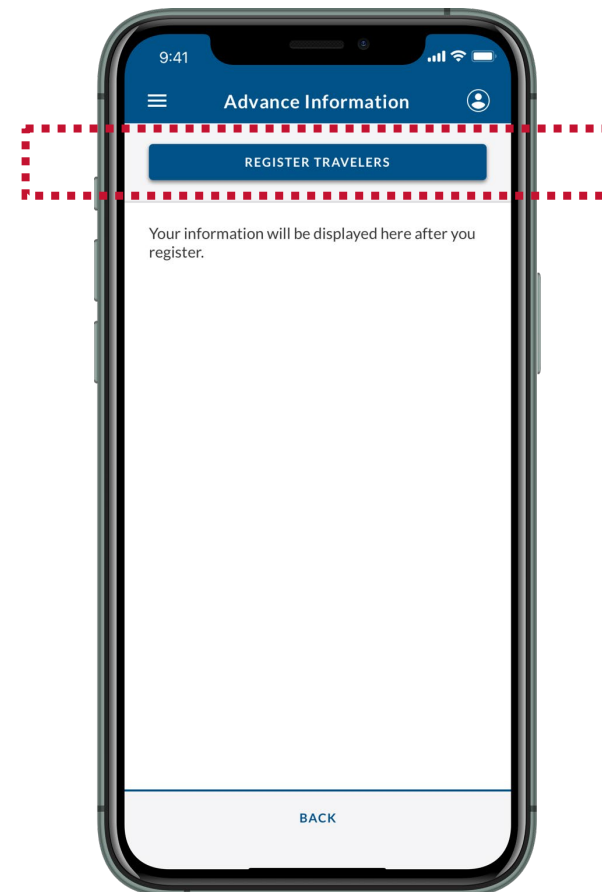 9:41
Advance Information
REGISTER TRAVELERS
Your information will be displayed here after you
register.
BACK